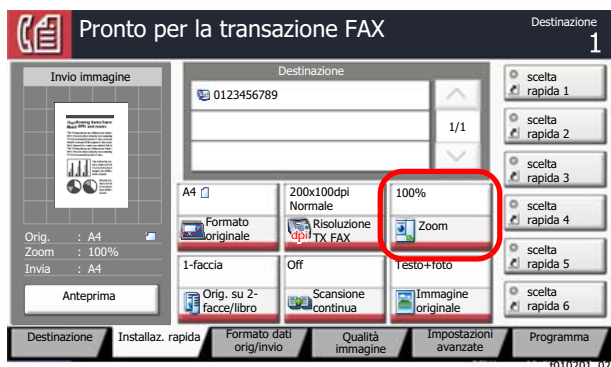 Pronto per la transazione FAX
Destinazione
1
Invio immagine
Orig. : A4
Zoom : 100%
Invia : A4
Anteprima
Destinazione
0123456789
1/1
A4
Formato
originale
200x100dpi
Normale
dpi
Risoluzione
TX FAX
100%
Zoom
1-faccia
Orig. su 2-
facce/libro
Off
Scansione
continua
Testo+foto
Immagine
originale
scelta
rapida 1
scelta
rapida 2
scelta
rapida 3
scelta
rapida 4
scelta
rapida 5
scelta
rapida 6
Destinazione
Installaz. rapida
Formato dati
orig/invio
Qualità
immagine
Impostazioni
avanzate
Programma
f010201_02